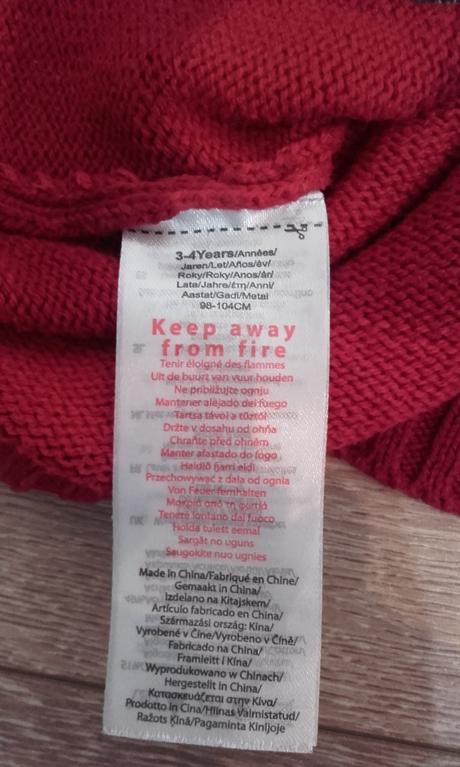 3-4Years/Années/
Jaren/Let/Años/év/
Roky/Roky/Anos/ár/
Lata/Jahre/έτη/Anni/
Aastat/Gadi/Metai
98-104CM
Keep away
from fire
Tenir éloigné des flammes
Uit de buurt van vuur houden
Ne približujte ognju
Mantener alejado del fuego
Tartsa távol a tűztől
Držte v dosahu od ohňa
Chraňte před ohněm
Manter afastado do fogo
Haldið fjarri eldi
Przechowywać z dala od ognia
Von Feuer fernhalten
Μακριά από τη φωτιά
Tenere lontano dal fuoco
Hoida tulest eemal
Sargāt no uguns
Saugokite nuo ugnies
Made in China/Fabriqué en Chine/
Gemaakt in China/
Izdelano na Kitajskem/
Artículo fabricado en China/
Származási ország: Kína/
Vyrobené v Číne/Vyrobeno v Číně/
Fabricado na China/
Framleitt í Kína/
Wyprodukowano w Chinach/
Hergestellt in China/
Κατασκευάζεται στην Κίνα/
Prodotto in Cina/Hiinas Valmistatud/
Ražots Ķīnā/Pagaminta Kinijoje